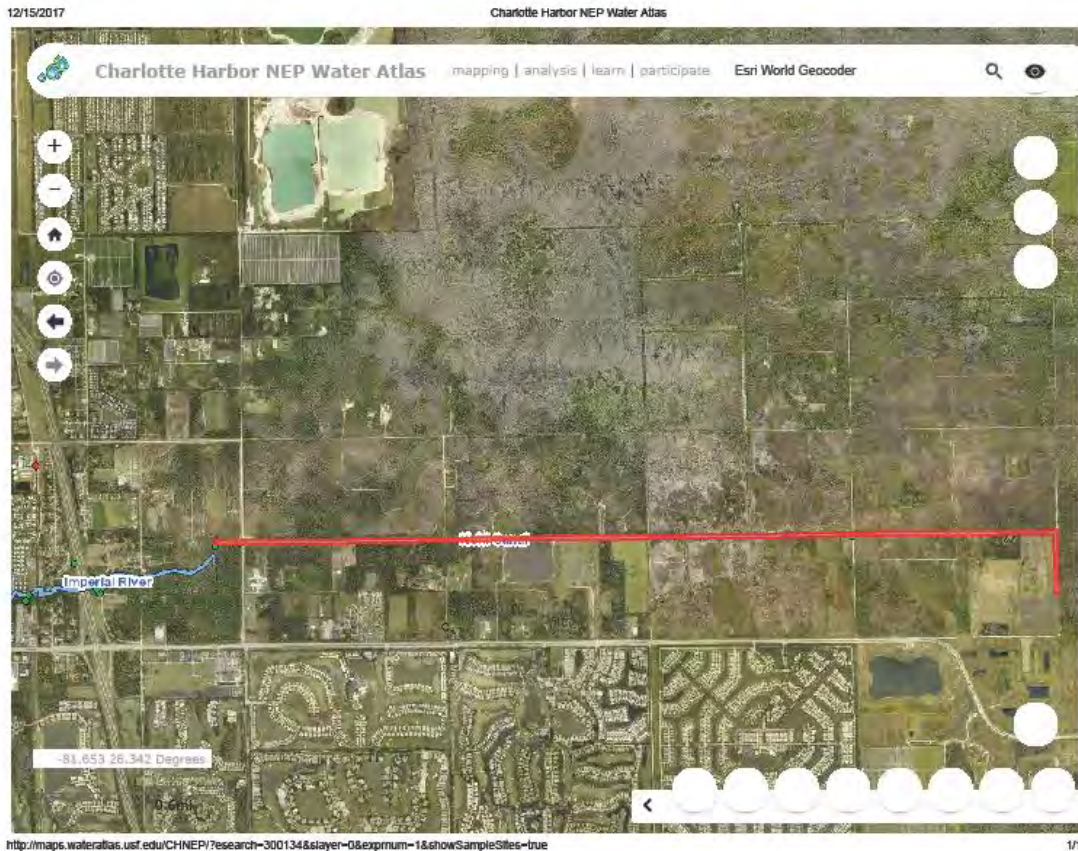 12/15/2017 Charlotte Harbor NEP Water Atlas
Charlotte Harbor NEP Water Atlas mapping | analysis | learn | participate Esri World Geocoder
Imperial River
-81.653 26.342 Degrees
0.6mi
http://maps.wateratlas.usf.edu/CHNEP/?esearch=300134&slayer=0&exprnum=1&showSampleSites=true